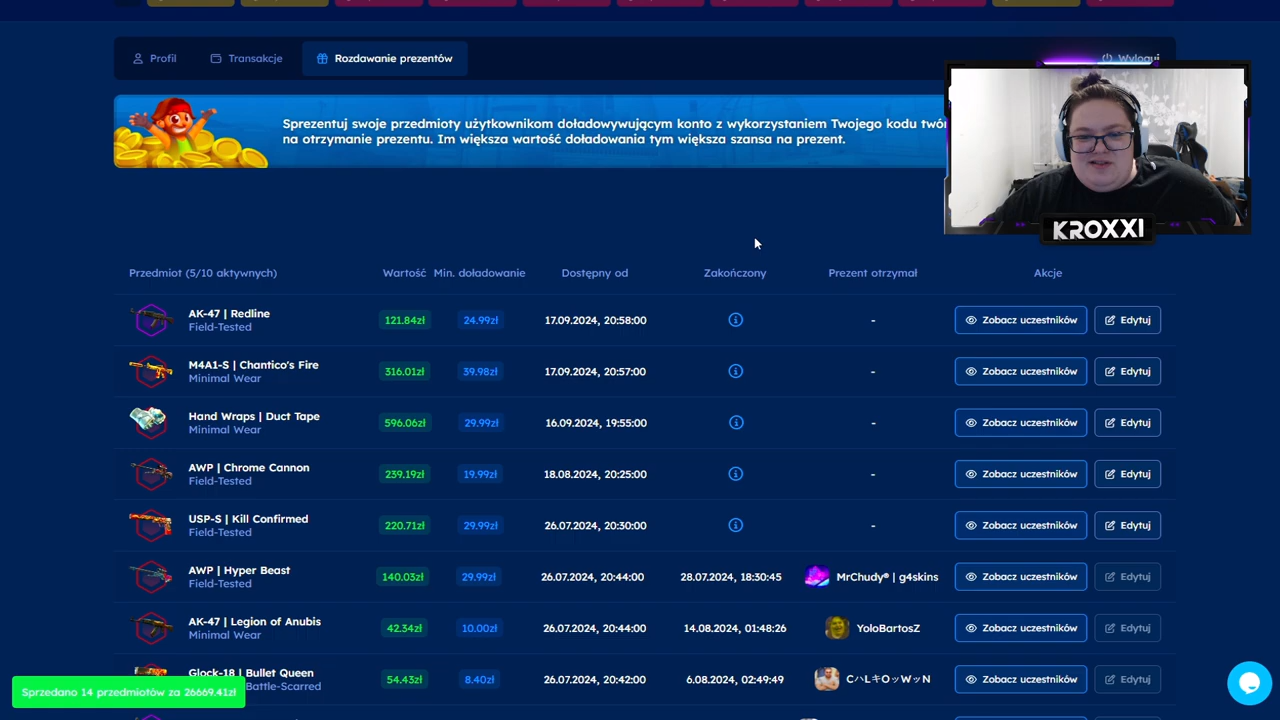 Profil
Transakcje
Rozdawanie prezentów
Wyloguj
Sprezentuj swoje przedmioty użytkownikom doładowywującym konto z wykorzystaniem Twojego kodu
na otrzymanie prezentu. Im większa wartość doładowania tym większa szansa na prezent.
KROXXI
Przedmiot (5/10 aktywnych) Wartość Min. doładowanie Dostępny od Zakończony Prezent otrzymał Akcje
AK-47 | Redline
Field-Tested
121.84zł 24.99zł 17.09.2024, 20:58:00 - Zobacz uczestników Edytuj
M4A1-S | Chantico's Fire
Minimal Wear
316.01zł 39.98zł 17.09.2024, 20:57:00 - Zobacz uczestników Edytuj
Hand Wraps | Duct Tape
Minimal Wear
596.06zł 29.99zł 16.09.2024, 19:55:00 - Zobacz uczestników Edytuj
AWP | Chrome Cannon
Field-Tested
239.19zł 19.99zł 18.08.2024, 20:25:00 - Zobacz uczestników Edytuj
USP-S | Kill Confirmed
Field-Tested
220.71zł 29.99zł 26.07.2024, 20:30:00 - Zobacz uczestników Edytuj
AWP | Hyper Beast
Field-Tested
140.03zł 29.99zł 26.07.2024, 20:44:00 28.07.2024, 18:30:45 MrChudy® | g4skins Zobacz uczestników Edytuj
AK-47 | Legion of Anubis
Minimal Wear
42.34zł 10.00zł 26.07.2024, 20:44:00 14.08.2024, 01:48:26 YoloBartosZ Zobacz uczestników Edytuj
Glock-18 | Bullet Queen
Battle-Scarred
54.43zł 8.40zł 26.07.2024, 20:42:00 6.08.2024, 02:49:49 CハLキOッWッN Zobacz uczestników Edytuj
Sprzedano 14 przedmiotów za 26669.41zł